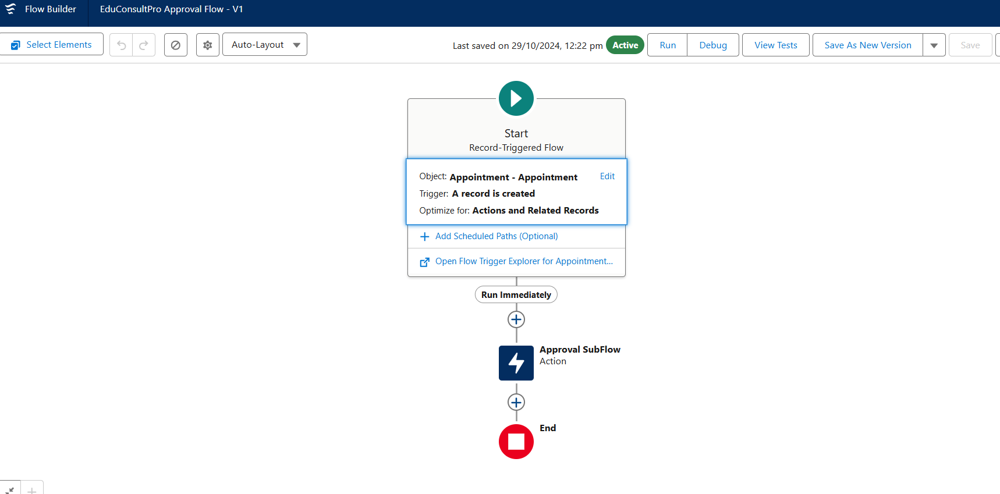 Flow Builder EduConsultPro Approval Flow - V1
Select Elements Auto-Layout Last saved on 29/10/2024, 12:22 pm Active Run Debug View Tests Save As New Version Save
Start
Record-Triggered Flow
Object: Appointment - Appointment Edit
Trigger: A record is created
Optimize for: Actions and Related Records
Add Scheduled Paths (Optional)
Open Flow Trigger Explorer for Appointment...
Run Immediately
Approval SubFlow
Action
End